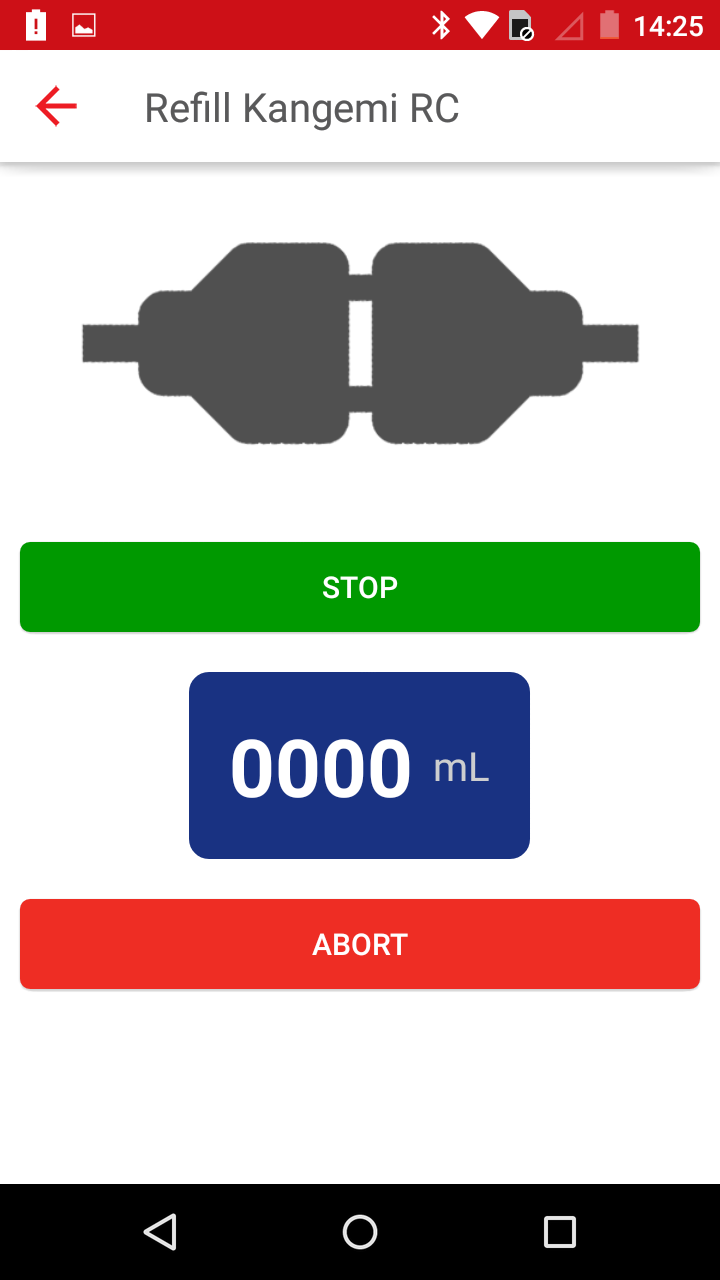 14:25
Refill Kangemi RC
STOP
0000 mL
ABORT